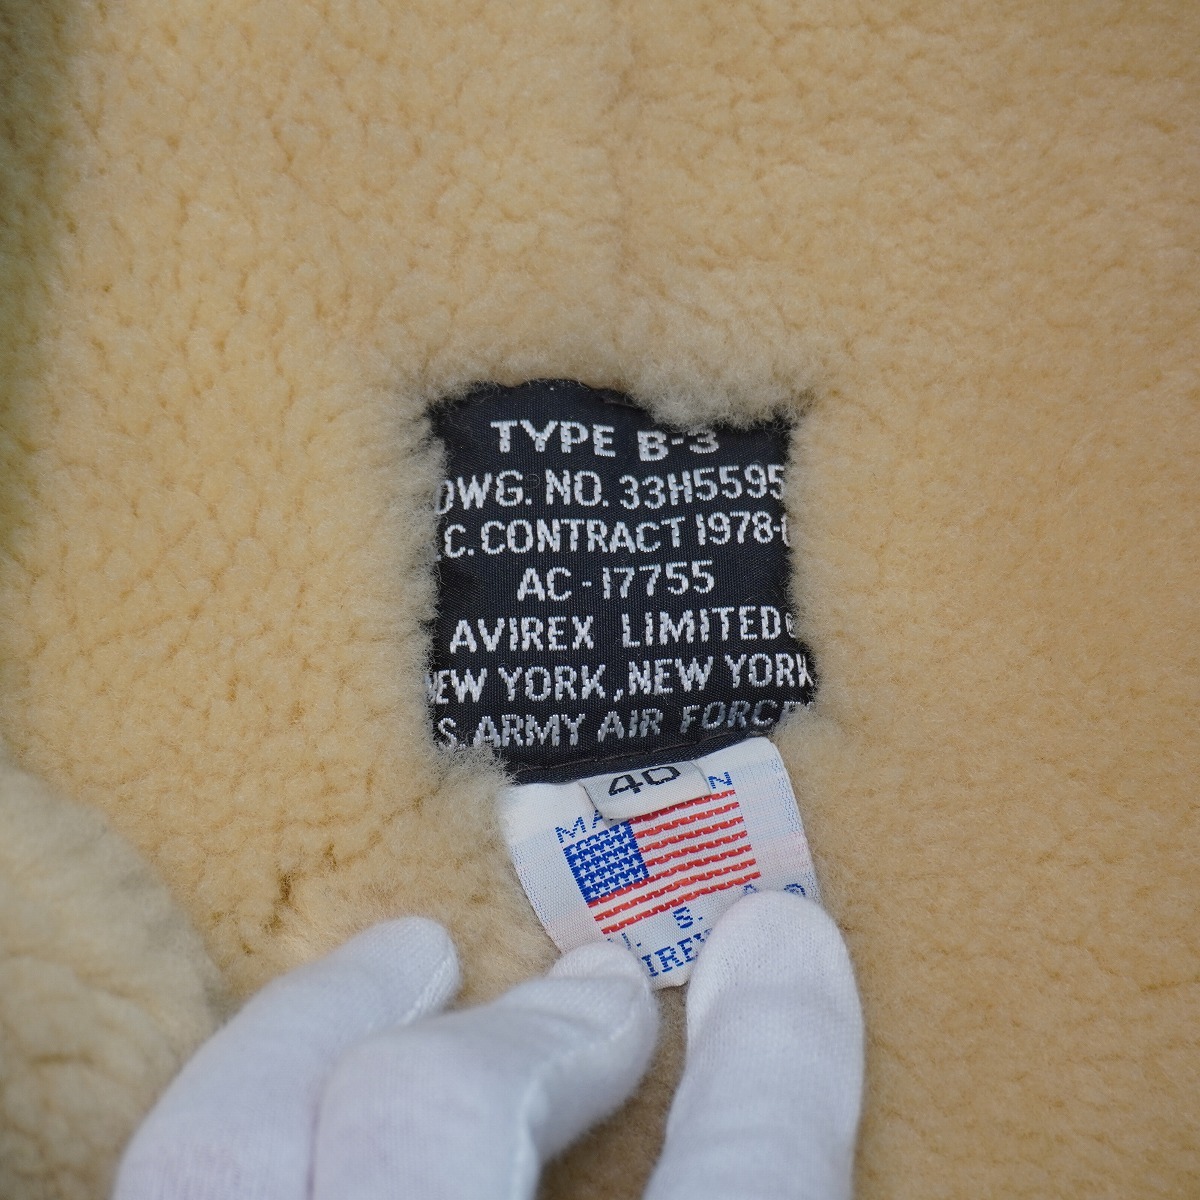 TYPE B-3
DWG. NO. 33H5595
C. CONTRACT 1978-
AC-17755
AVIREX LIMITED
NEW YORK, NEW YORK
S. ARMY AIR FORCE
40
S.